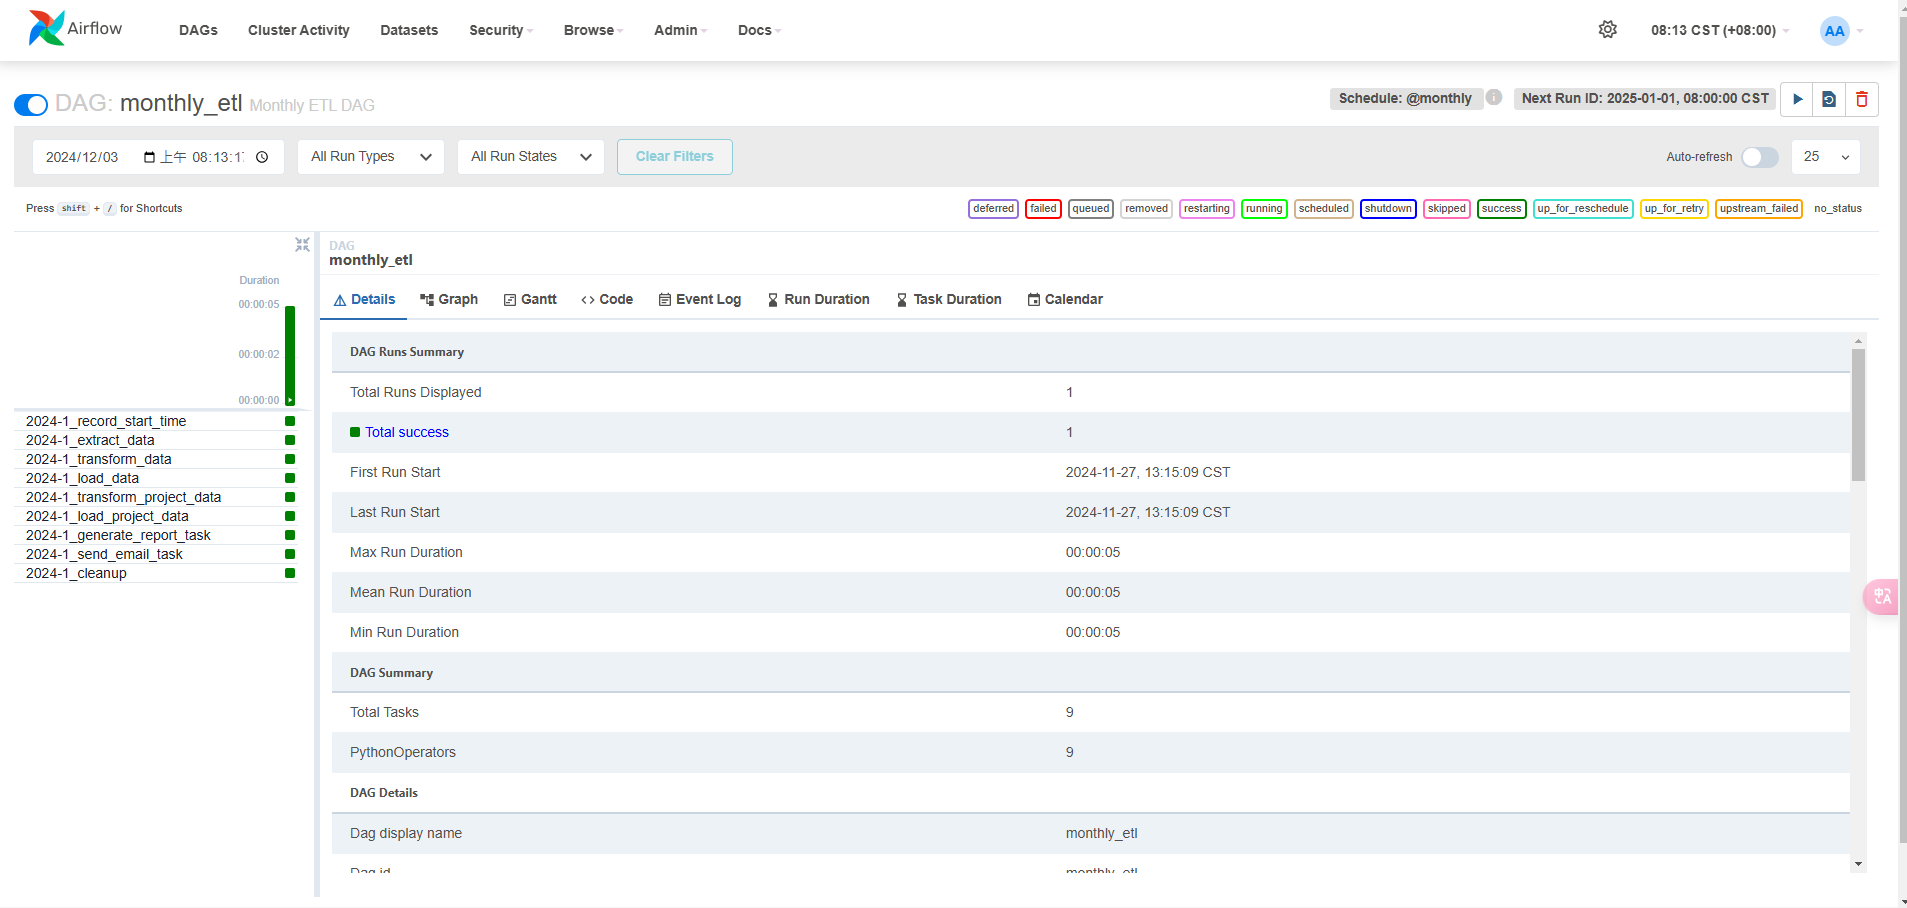 Airflow DAGs Cluster Activity Datasets Security Browse Admin Docs 08:13 CST (+08:00) AA
DAG: monthly_etl Monthly ETL DAG Schedule: @monthly i Next Run ID: 2025-01-01, 08:00:00 CST
2024/12/03 上午 08:13:1 All Run Types All Run States Clear Filters Auto-refresh 25
Press shift + / for Shortcuts deferred failed queued removed restarting running scheduled shutdown skipped success up_for_reschedule up_for_retry upstream_failed no_status
DAG
monthly_etl
Duration
00:00:05
00:00:02
00:00:00
2024-1_record_start_time
2024-1_extract_data
2024-1_transform_data
2024-1_load_data
2024-1_transform_project_data
2024-1_load_project_data
2024-1_generate_report_task
2024-1_send_email_task
2024-1_cleanup
Details Graph Gantt <> Code Event Log Run Duration Task Duration Calendar
DAG Runs Summary
Total Runs Displayed 1
Total success 1
First Run Start 2024-11-27, 13:15:09 CST
Last Run Start 2024-11-27, 13:15:09 CST
Max Run Duration 00:00:05
Mean Run Duration 00:00:05
Min Run Duration 00:00:05
DAG Summary
Total Tasks 9
PythonOperators 9
DAG Details
Dag display name monthly_etl
Dag id monthly_etl
中A